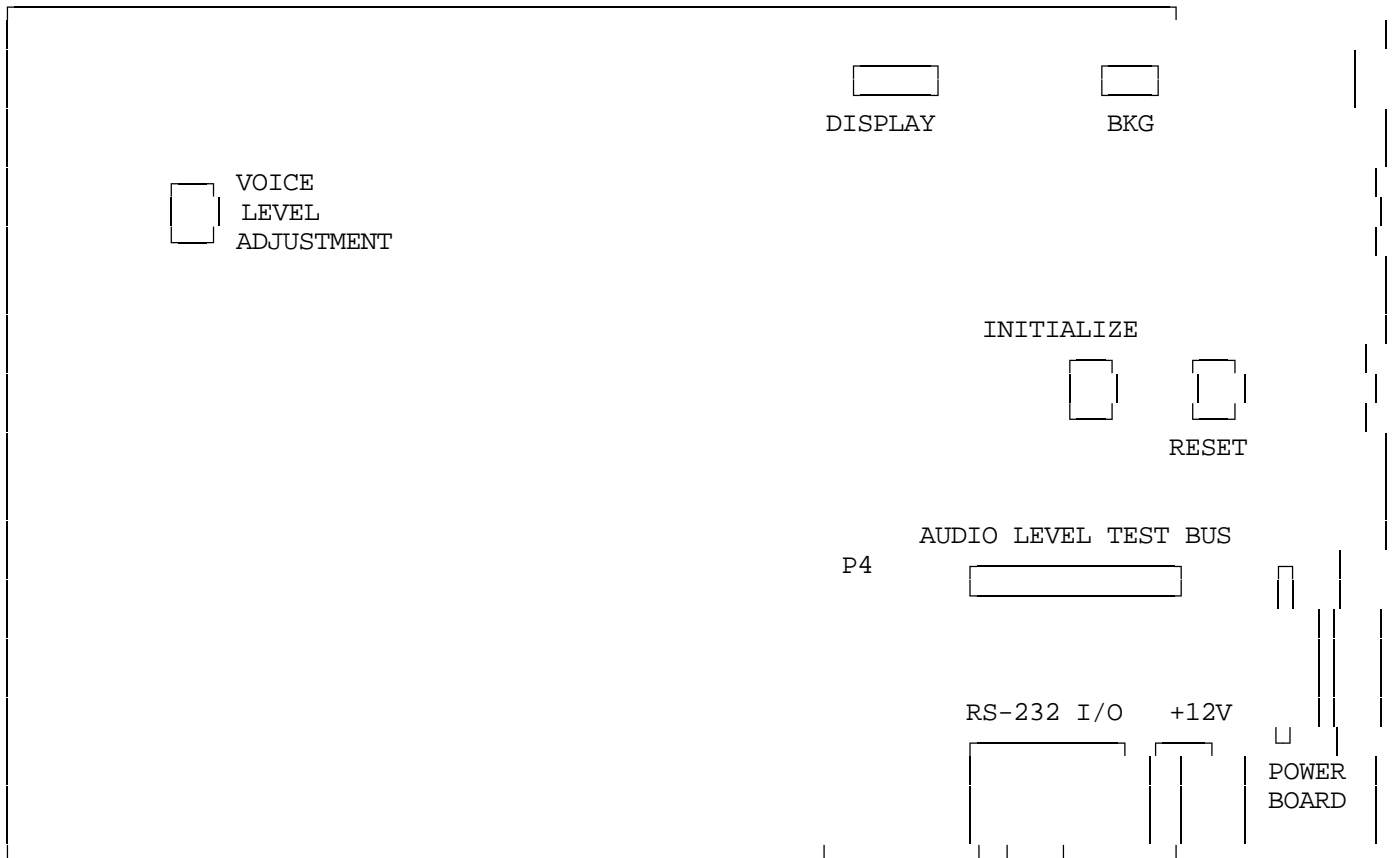 DISPLAY BKG
VOICE
LEVEL
ADJUSTMENT
INITIALIZE
RESET
AUDIO LEVEL TEST BUS
P4
RS-232 I/O +12V
POWER
BOARD